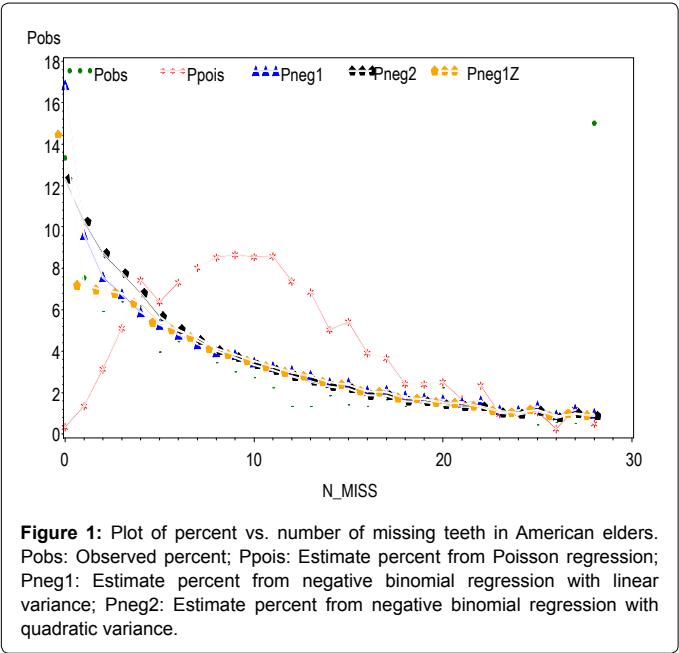 Pobs
18
Pobs Ppois Pneg1 Pneg2 Pneg1Z
16
14
12
10
8
6
4
2
0
0 10 20 30
N_MISS
Figure 1: Plot of percent vs. number of missing teeth in American elders.
Pobs: Observed percent; Ppois: Estimate percent from Poisson regression;
Pneg1: Estimate percent from negative binomial regression with linear
variance; Pneg2: Estimate percent from negative binomial regression with
quadratic variance.